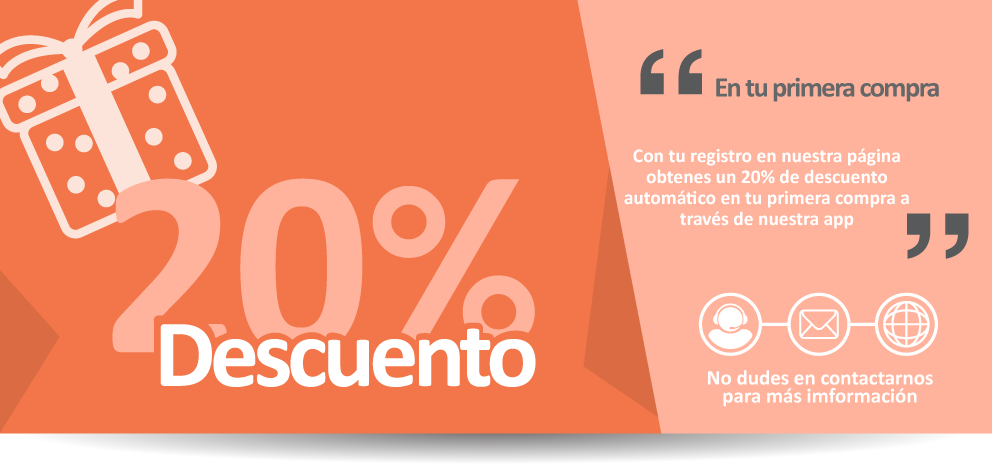 20%
Descuento
“ En tu primera compra
Con tu registro en nuestra página
obtenes un 20% de descuento
automático en tu primera compra a
través de nuestra app ”
No dudes en contactarnos
para más imformación